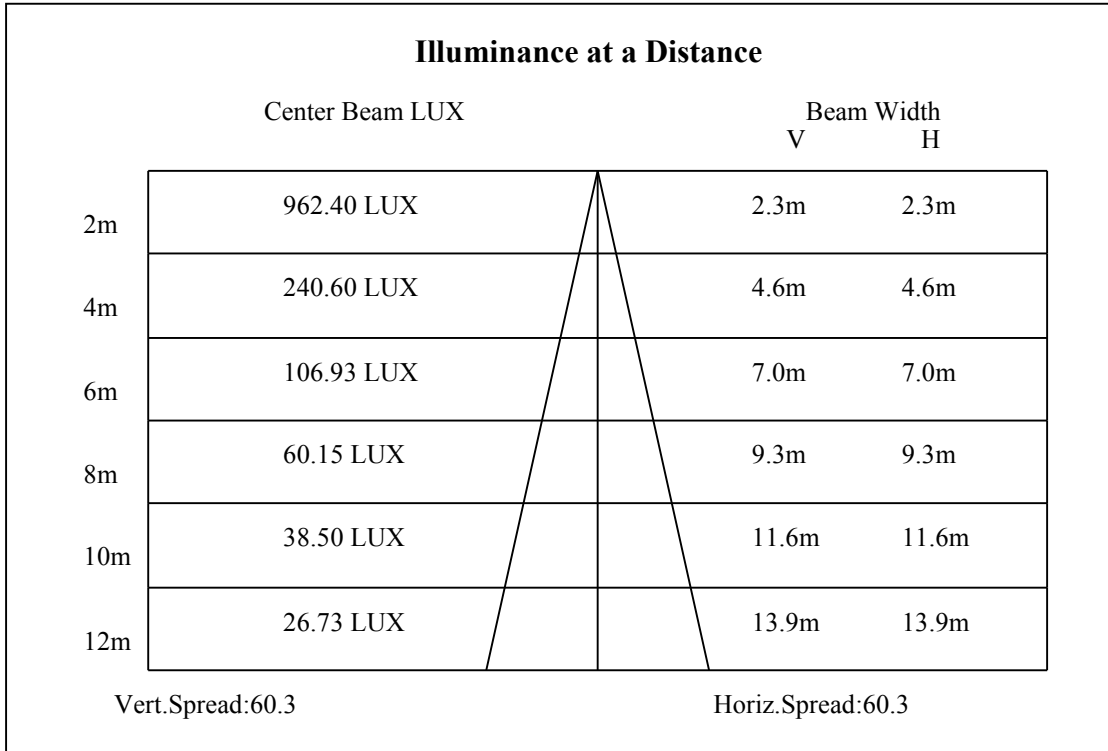 Illuminance at a Distance
Center Beam LUX Beam Width
V H
2m 962.40 LUX 2.3m 2.3m
4m 240.60 LUX 4.6m 4.6m
6m 106.93 LUX 7.0m 7.0m
8m 60.15 LUX 9.3m 9.3m
10m 38.50 LUX 11.6m 11.6m
12m 26.73 LUX 13.9m 13.9m
Vert.Spread:60.3 Horiz.Spread:60.3